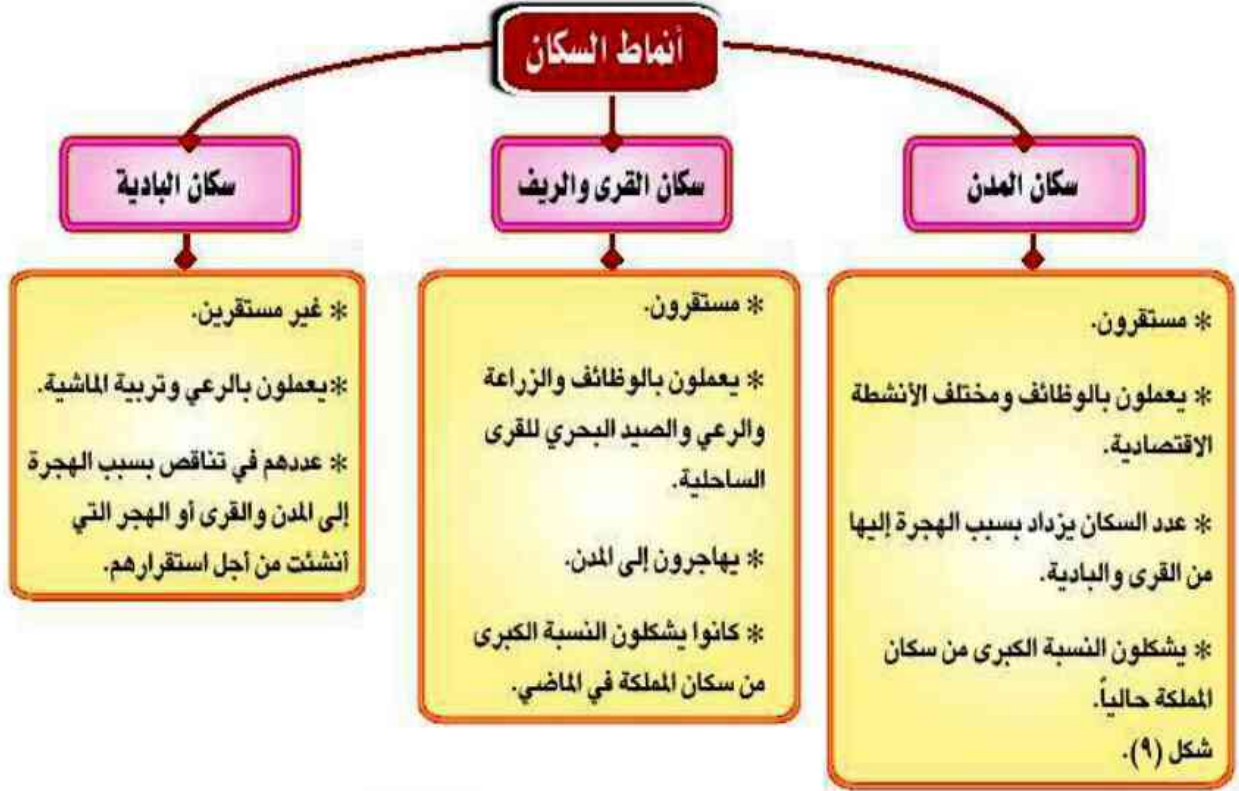 أنماط السكان
سكان المدن
* مستقرون.
* يعملون بالوظائف ومختلف الأنشطة
الاقتصادية.
* عدد السكان يزداد بسبب الهجرة إليها
من القرى والبادية.
* يشكلون النسبة الكبرى من سكان
المملكة حالياً.
شكل (٩).
سكان القرى والريف
* مستقرون.
* يعملون بالوظائف والزراعة
والرعي والصيد البحري للقرى
الساحلية.
* يهاجرون إلى المدن.
* كانوا يشكلون النسبة الكبرى
من سكان المملكة في الماضي.
سكان البادية
* غير مستقرين.
*يعملون بالرعي وتربية الماشية.
* عددهم في تناقص بسبب الهجرة
إلى المدن والقرى أو الهجر التي
أنشئت من أجل استقرارهم.